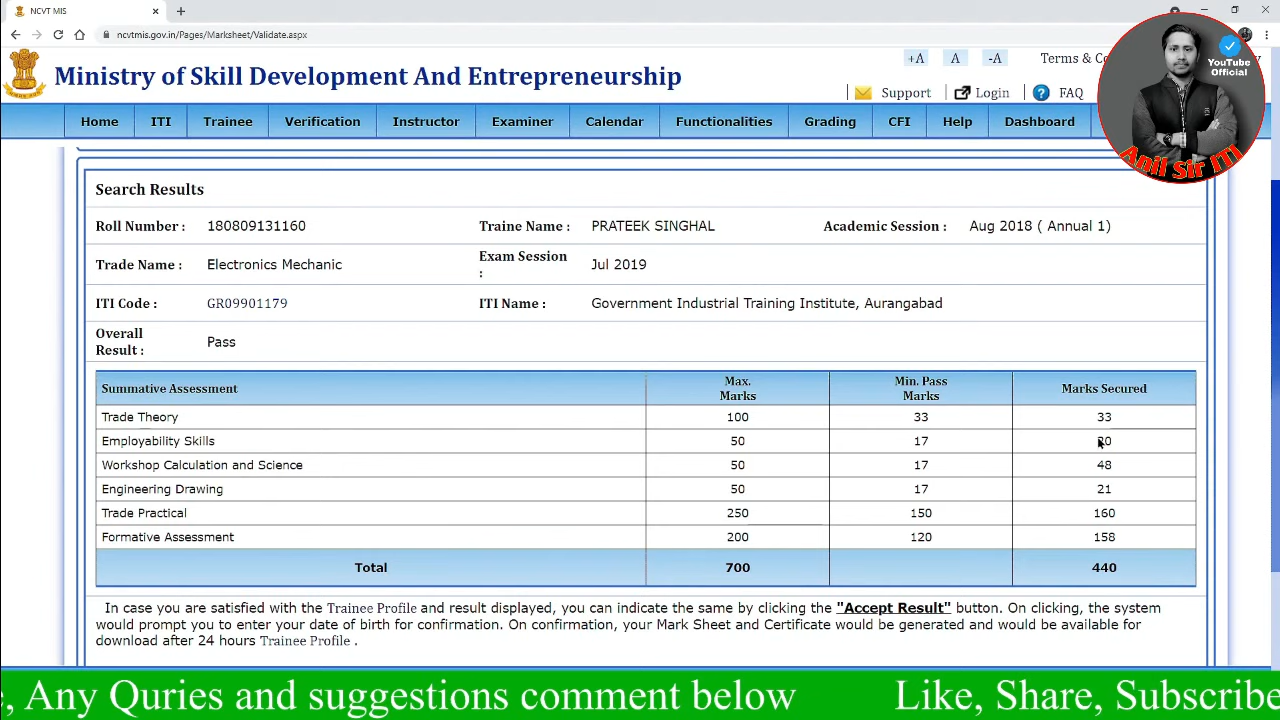 NCVT MIS
ncvtmis.gov.in/Pages/Marksheet/Validate.aspx
Ministry of Skill Development And Entrepreneurship
+A A -A Terms &
Support Login FAQ
YouTube
Official
Anil Sir ITI
Home ITI Trainee Verification Instructor Examiner Calendar Functionalities Grading CFI Help Dashboard
Search Results
Roll Number : 180809131160 Traine Name : PRATEEK SINGHAL Academic Session : Aug 2018 ( Annual 1)
Trade Name : Electronics Mechanic Exam Session : Jul 2019
ITI Code : GR09901179 ITI Name : Government Industrial Training Institute, Aurangabad
Overall Result : Pass
Summative Assessment Max. Marks Min. Pass Marks Marks Secured
Trade Theory 100 33 33
Employability Skills 50 17 20
Workshop Calculation and Science 50 17 48
Engineering Drawing 50 17 21
Trade Practical 250 150 160
Formative Assessment 200 120 158
Total 700 440
In case you are satisfied with the Trainee Profile and result displayed, you can indicate the same by clicking the "Accept Result" button. On clicking, the system
would prompt you to enter your date of birth for confirmation. On confirmation, your Mark Sheet and Certificate would be generated and would be available for
download after 24 hours Trainee Profile .
, Any Quries and suggestions comment below Like, Share, Subscribe